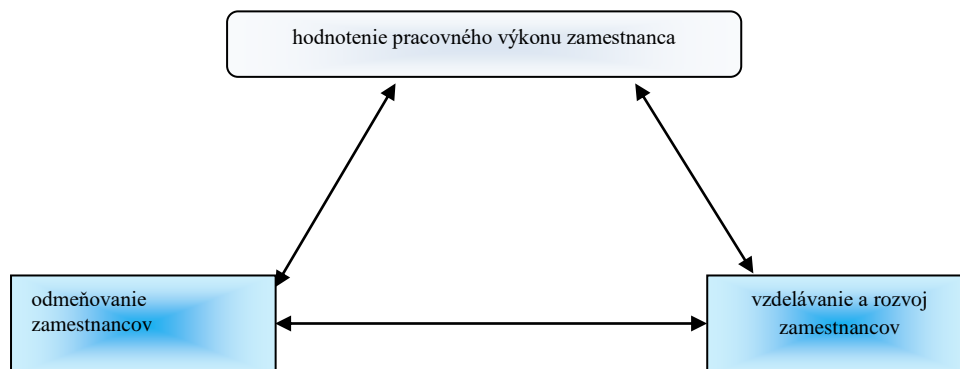 hodnotenie pracovného výkonu zamestnanca
odmeňovanie
zamestnancov
vzdelávanie a rozvoj
zamestnancov